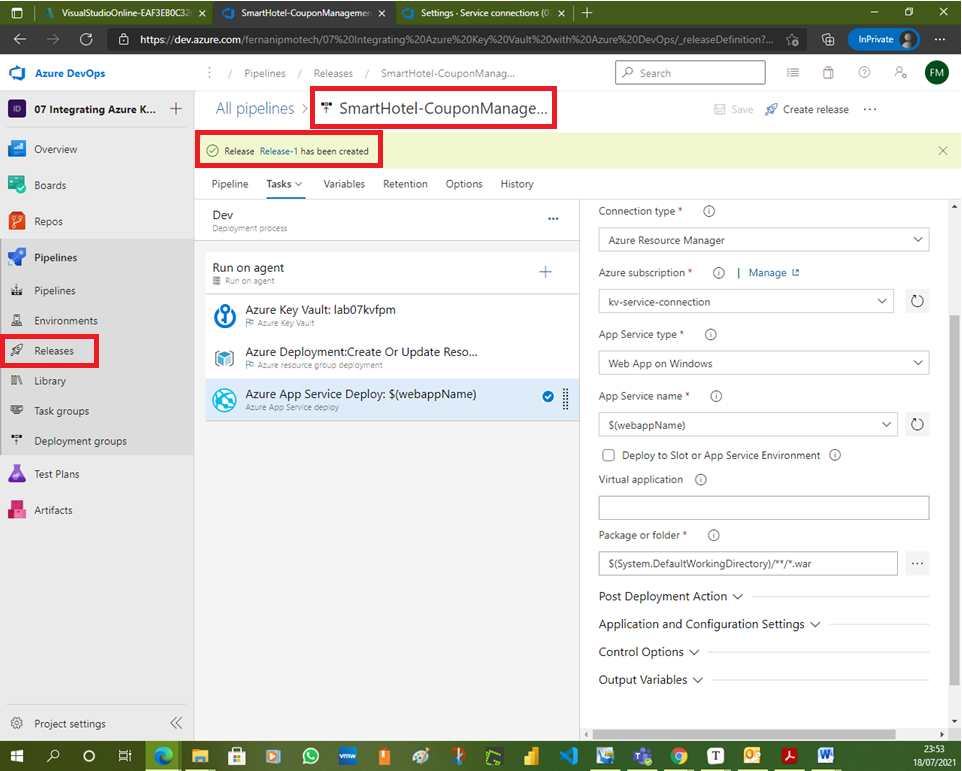 VisualStudioOnline-EAF3EB0C32
SmartHotel-CouponManagemen
Settings · Service connections (07
https://dev.azure.com/fernanipmotech/07%20Integrating%20Azure%20Key%20Vault%20with%20Azure%20DevOps/_releaseDefinition?...
InPrivate
Azure DevOps
/ Pipelines / Releases / SmartHotel-CouponManag...
Search
FM
ID
07 Integrating Azure K...
All pipelines
SmartHotel-CouponManage...
Save
Create release
Release Release-1 has been created
Overview
Boards
Repos
Pipelines
Pipelines
Environments
Releases
Library
Task groups
Deployment groups
Test Plans
Artifacts
Project settings
Pipeline
Tasks
Variables
Retention
Options
History
Dev
Deployment process
Run on agent
Run on agent
Azure Key Vault: lab07kvfpm
Azure Key Vault
Azure Deployment:Create Or Update Reso...
Azure resource group deployment
Azure App Service Deploy: $(webappName)
Azure App Service deploy
Connection type *
Azure Resource Manager
Azure subscription * | Manage
kv-service-connection
App Service type *
Web App on Windows
App Service name *
$(webappName)
Deploy to Slot or App Service Environment
Virtual application
Package or folder *
$(System.DefaultWorkingDirectory)/**/*.war
Post Deployment Action
Application and Configuration Settings
Control Options
Output Variables
vmw
T
W
23:53
18/07/2021